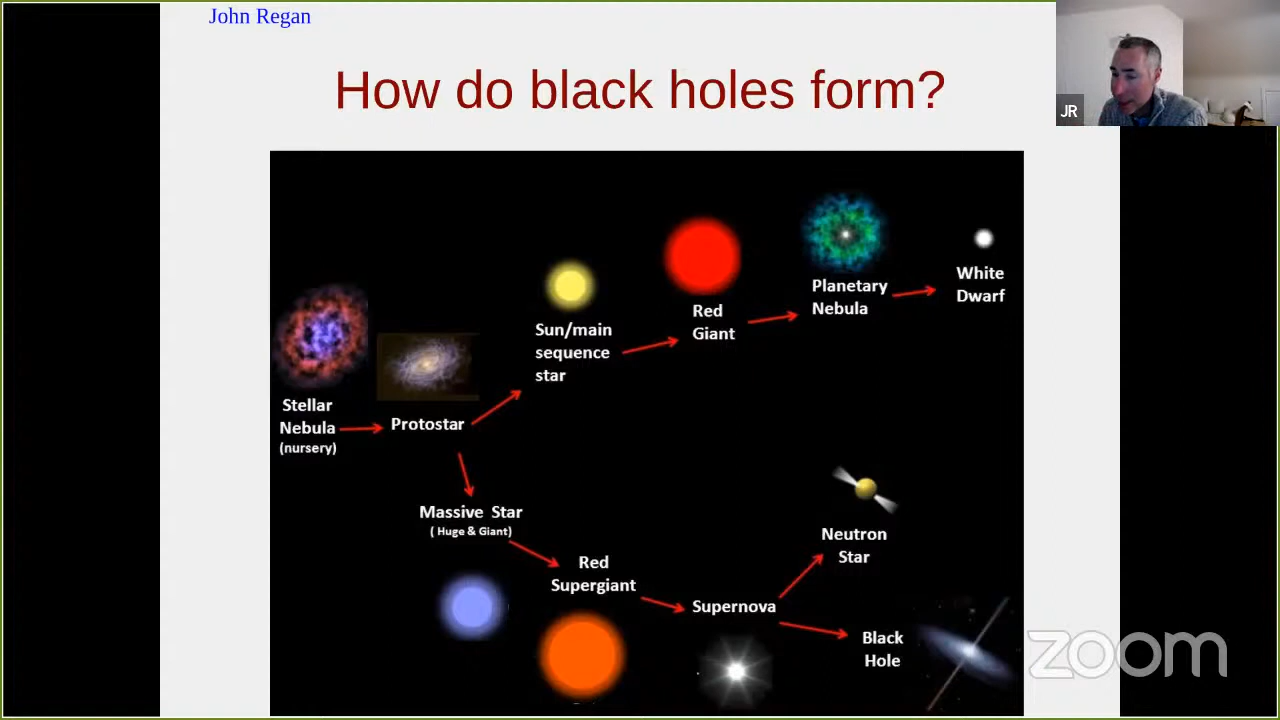 John Regan
How do black holes form?
JR
Stellar
Nebula
(nursery)
Protostar
Sun/main
sequence
star
Red
Giant
Planetary
Nebula
White
Dwarf
Massive Star
( Huge & Giant)
Red
Supergiant
Supernova
Neutron
Star
Black
Hole
zoom